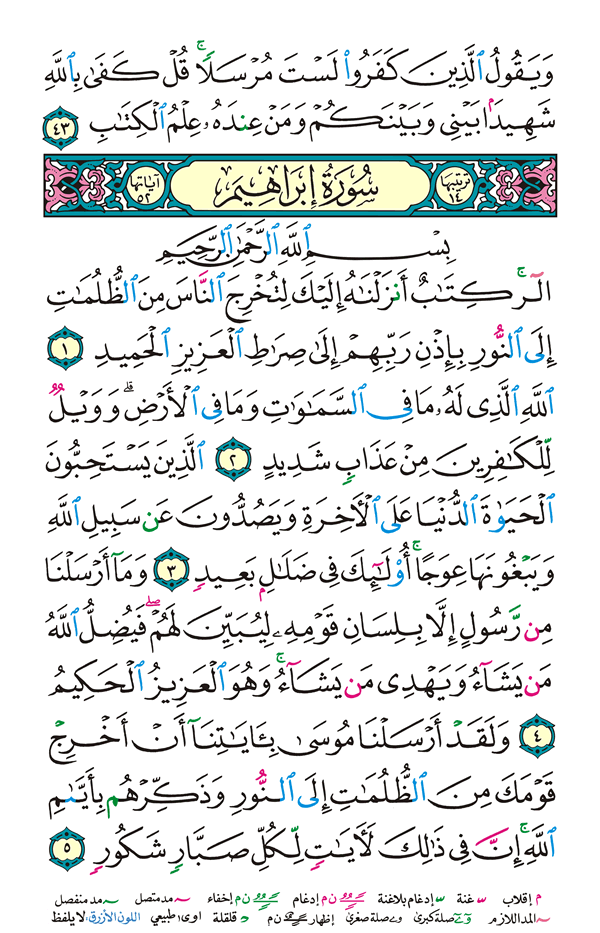 وَيَقُولُ ٱلَّذِينَ كَفَرُوا۟ لَسْتَ مُرْسَلًا ۚ قُلْ كَفَىٰ بِٱللَّهِ
شَهِيدًۢا بَيْنِى وَبَيْنَكُمْ وَمَنْ عِندَهُۥ عِلْمُ ٱلْكِتَٰبِ ٤٣
ترتيبها ١٤ سُورَةُ إِبْرَاهِيمَ آياتها ٥٢
بِسْمِ ٱللَّهِ ٱلرَّحْمَٰنِ ٱلرَّحِيمِ
الٓر ۚ كِتَٰبٌ أَنزَلْنَٰهُ إِلَيْكَ لِتُخْرِجَ ٱلنَّاسَ مِنَ ٱلظُّلُمَٰتِ
إِلَى ٱلنُّورِ بِإِذْنِ رَبِّهِمْ إِلَىٰ صِرَٰطِ ٱلْعَزِيزِ ٱلْحَمِيدِ ١
ٱللَّهِ ٱلَّذِى لَهُۥ مَا فِى ٱلسَّمَٰوَٰتِ وَمَا فِى ٱلْأَرْضِ ۗ وَوَيْلٌ
لِّلْكَٰفِرِينَ مِنْ عَذَابٍ شَدِيدٍ ٢ ٱلَّذِينَ يَسْتَحِبُّونَ
ٱلْحَيَوٰةَ ٱلدُّنْيَا عَلَى ٱلْءَاخِرَةِ وَيَصُدُّونَ عَن سَبِيلِ ٱللَّهِ
وَيَبْغُونَهَا عِوَجًا ۚ أُو۟لَٰٓئِكَ فِى ضَلَٰلٍۭ بَعِيدٍ ٣ وَمَآ أَرْسَلْنَا
مِن رَّسُولٍ إِلَّا بِلِسَانِ قَوْمِهِۦ لِيُبَيِّنَ لَهُمْ ۖ فَيُضِلُّ ٱللَّهُ
مَن يَشَآءُ وَيَهْدِى مَن يَشَآءُ ۚ وَهُوَ ٱلْعَزِيزُ ٱلْحَكِيمُ
٤ وَلَقَدْ أَرْسَلْنَا مُوسَىٰ بِـَٔايَٰتِنَآ أَنْ أَخْرِجْ
قَوْمَكَ مِنَ ٱلظُّلُمَٰتِ إِلَى ٱلنُّورِ وَذَكِّرْهُم بِأَيَّىٰمِ
ٱللَّهِ ۚ إِنَّ فِى ذَٰلِكَ لَءَايَٰتٍ لِّكُلِّ صَبَّارٍ شَكُورٍ ٥
م إقلاب غنة إدغام بلاغنة ن م إدغام ن م إخفاء مد متصل مد منفصل
المد اللازم صلة كبرى صلة صغرى إظهار ن م قلقلة اوى: طبيعي اللون الأزرق: لا يلفظ